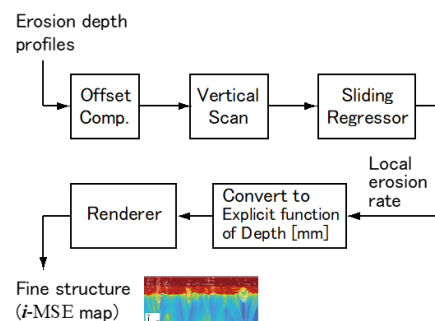 Erosion depth
profiles
Offset
Comp.
Vertical
Scan
Sliding
Regressor
Local
erosion
rate
Convert to
Explicit function
of Depth [mm]
Renderer
Fine structure
(i-MSE map)